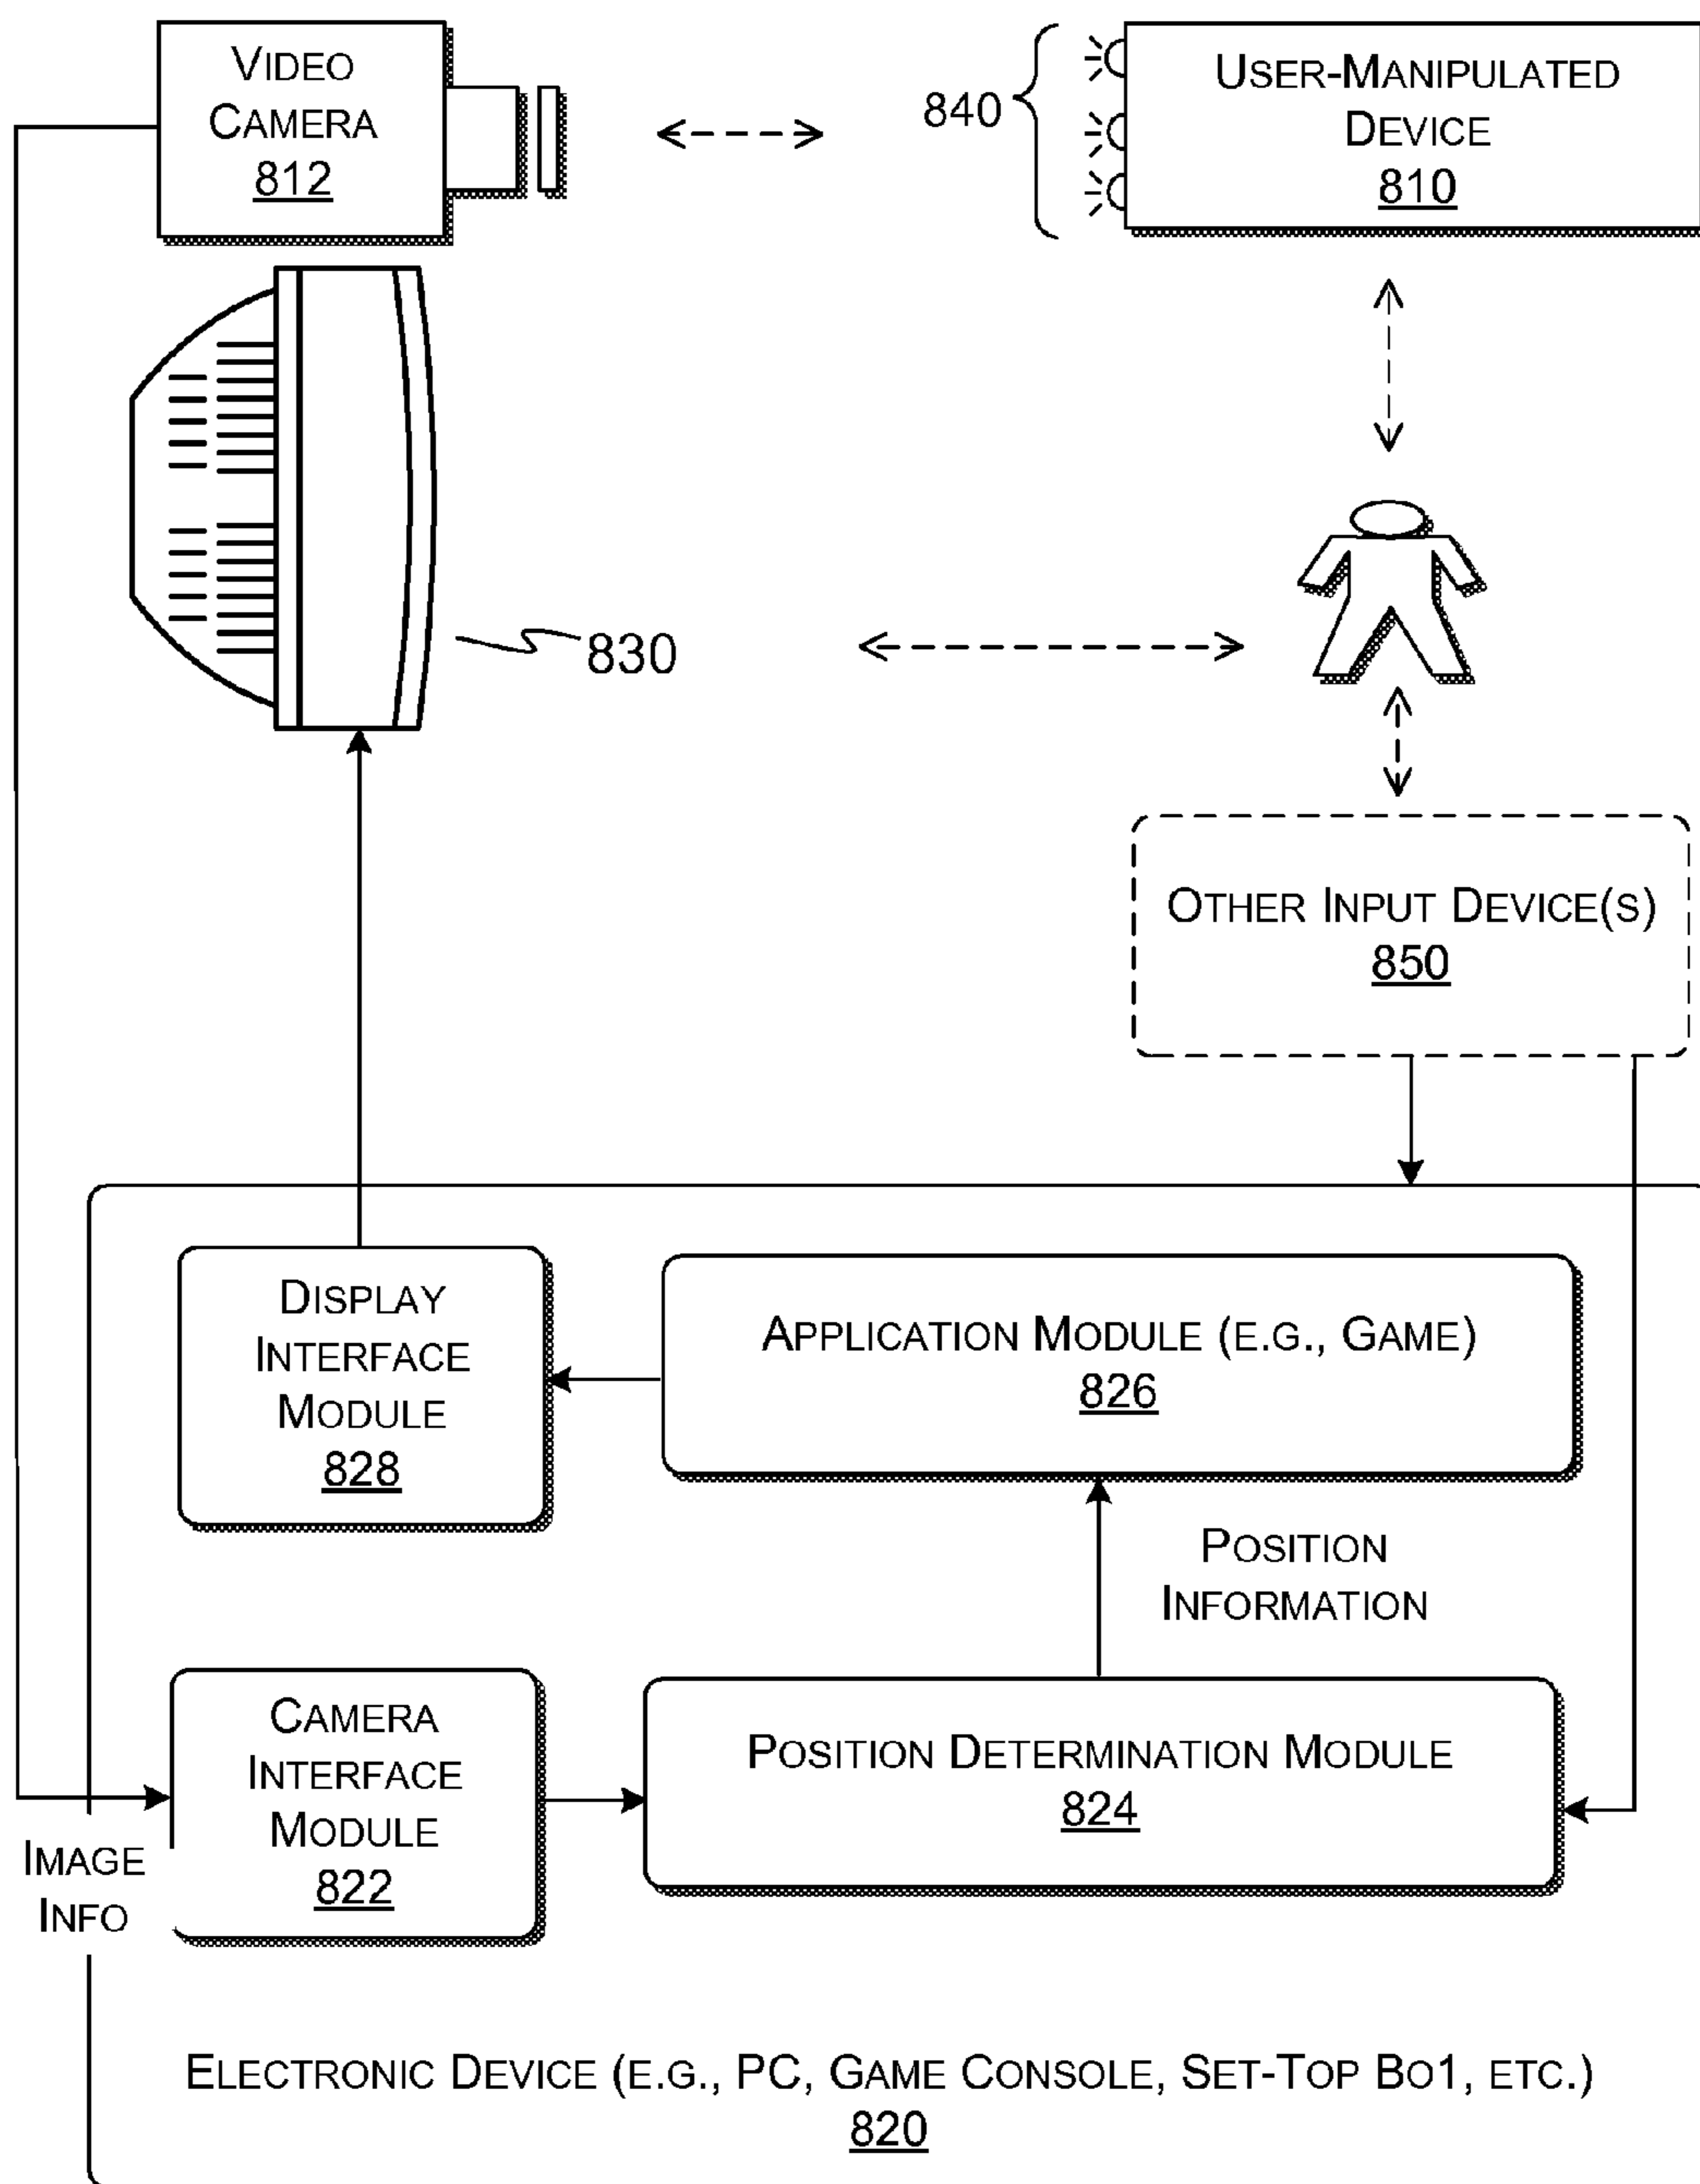 VIDEO
CAMERA
812
840
USER-MANIPULATED
DEVICE
810
830
OTHER INPUT DEVICE(S)
850
DISPLAY
INTERFACE
MODULE
828
APPLICATION MODULE (E.G., GAME)
826
POSITION
INFORMATION
CAMERA
INTERFACE
MODULE
822
POSITION DETERMINATION MODULE
824
IMAGE
INFO
ELECTRONIC DEVICE (E.G., PC, GAME CONSOLE, SET-TOP BO1, ETC.)
820